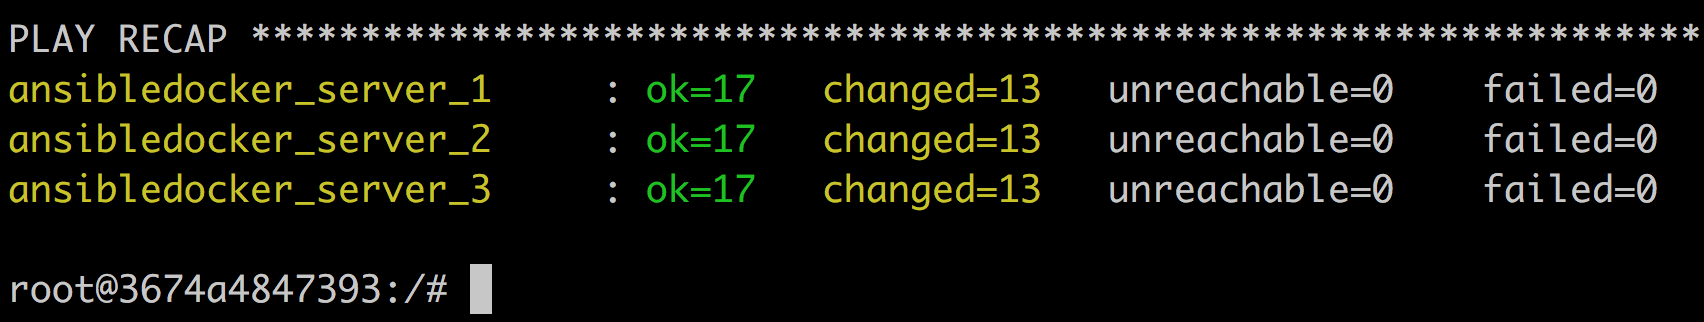 PLAY RECAP ******************************************************************
ansibledocker_server_1     : ok=17   changed=13   unreachable=0    failed=0
ansibledocker_server_2     : ok=17   changed=13   unreachable=0    failed=0
ansibledocker_server_3     : ok=17   changed=13   unreachable=0    failed=0
root@3674a4847393:/#